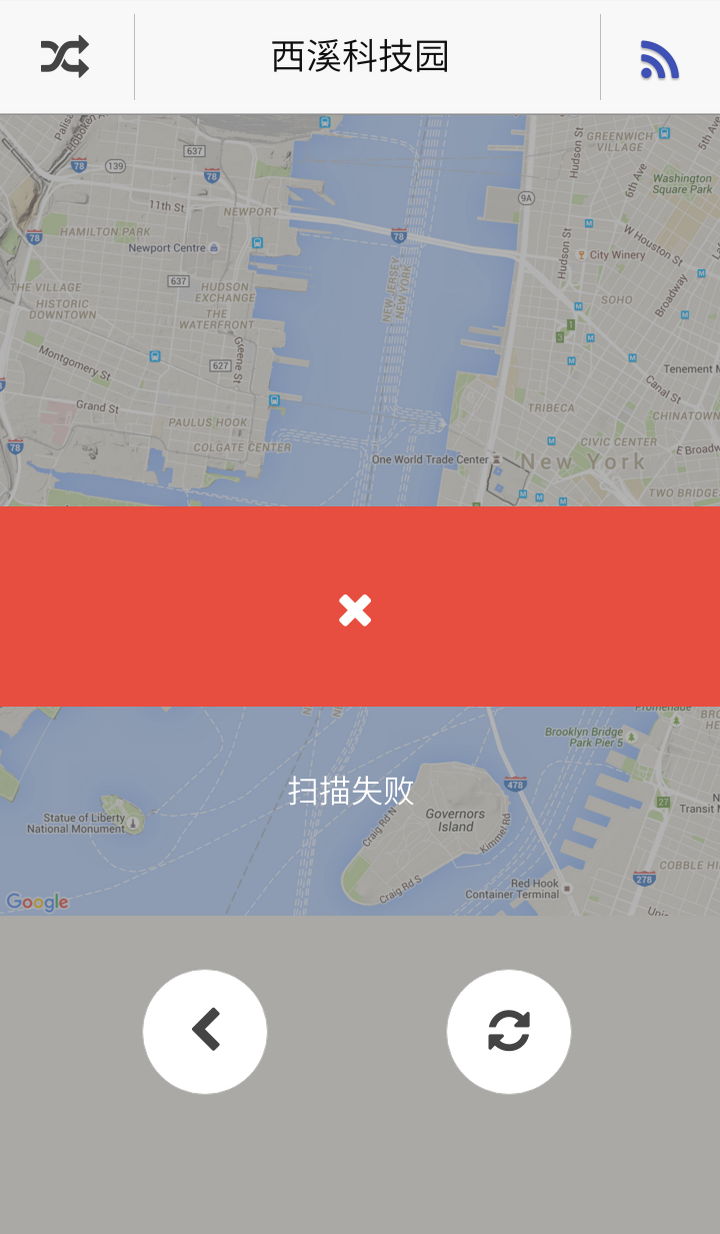 西溪科技园
Hoboken
637
78
139
78
11th St
NEWPORT
HAMILTON PARK
78
Newport Centre
637
THE VILLAGE
HISTORIC
DOWNTOWN
HUDSON
EXCHANGE
THE
WATERFRONT
Montgomery St
627
Greene St
Grand St
PAULUS HOOK
COLGATE CENTER
78
78
NEW JERSEY
NEW YORK
9A
Hudson St
GREENWICH
VILLAGE
5th Ave
6th Ave
Washington
Square Park
W Houston St
City Winery
Hudson St
SOHO
Broadway
1
3
Tenement M
Canal St
TRIBECA
CHINATOWN
CIVIC CENTER
E Broadw
One World Trade Center
New York
TWO BRIDGE
扫描失败
Promenade
Brooklyn Bridge
Park Pier 5
478
27
Transit M
Statue of Liberty
National Monument
Governors
Island
Craig Rd N
Kimmel Rd
Craig Rd S
COBBLE HI
278
Red Hook
Container Terminal
Google